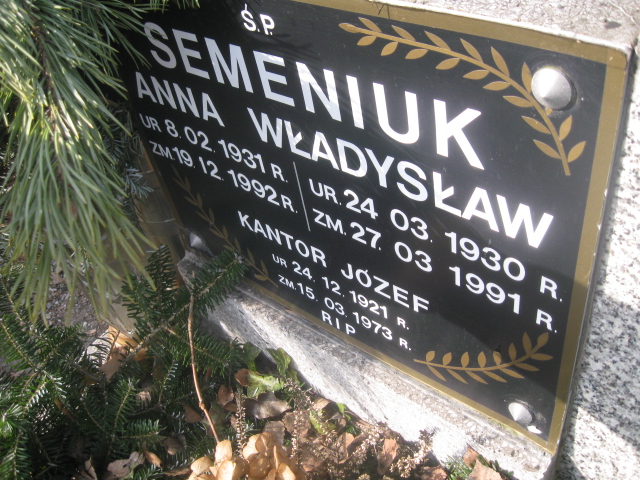 Ś.P.
SEMENIUK
ANNA WŁADYSŁAW
UR 8.02.1931 R. UR.24.03.1930 R.
ZM.19.12.1992 R. ZM.27.03 1991 R.
KANTOR JÓZEF
UR 24.12.1921 R.
ZM.15.03.1973 R.
RIP